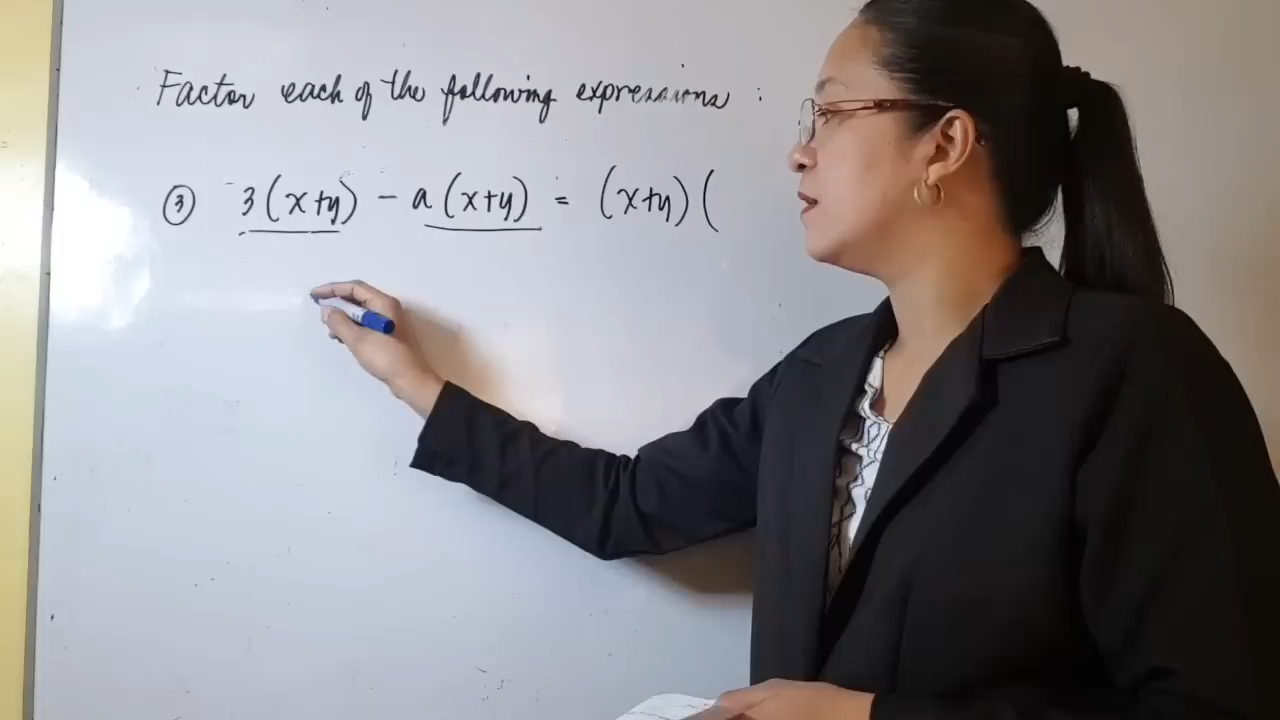 Factor each of the following expressions :
③ 3(x+y) - a(x+y) = (x+y)(